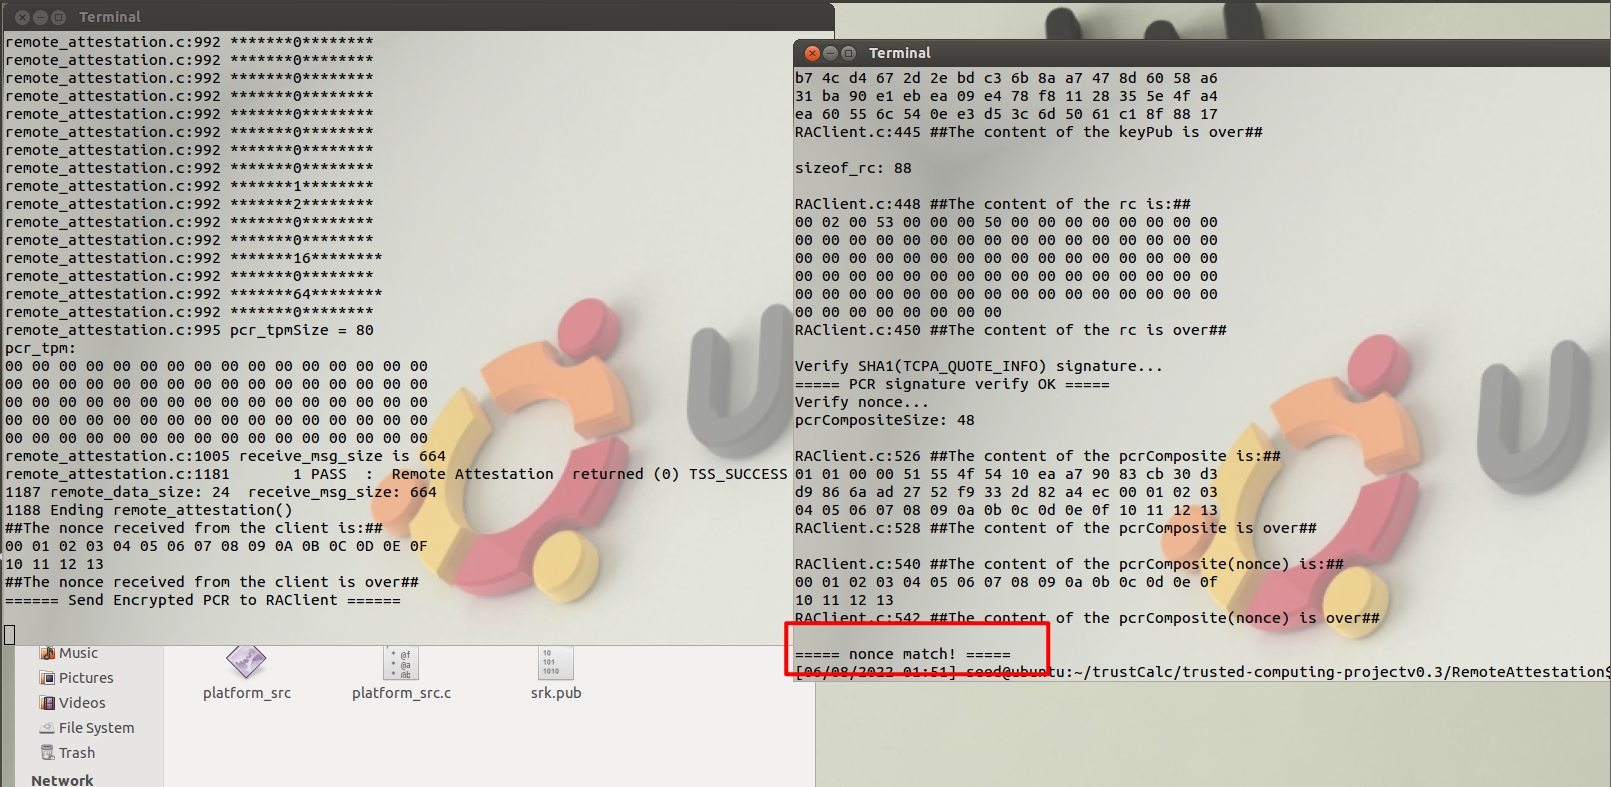 Terminal
remote_attestation.c:992 *******0********
remote_attestation.c:992 *******0********
remote_attestation.c:992 *******0********
remote_attestation.c:992 *******0********
remote_attestation.c:992 *******0********
remote_attestation.c:992 *******0********
remote_attestation.c:992 *******0********
remote_attestation.c:992 *******0********
remote_attestation.c:992 *******1********
remote_attestation.c:992 *******2********
remote_attestation.c:992 *******0********
remote_attestation.c:992 *******0********
remote_attestation.c:992 *******16********
remote_attestation.c:992 *******0********
remote_attestation.c:992 *******64********
remote_attestation.c:992 *******0********
remote_attestation.c:995 pcr_tpmSize = 80
pcr_tpm:
00 00 00 00 00 00 00 00 00 00 00 00 00 00 00 00
00 00 00 00 00 00 00 00 00 00 00 00 00 00 00 00
00 00 00 00 00 00 00 00 00 00 00 00 00 00 00 00
00 00 00 00 00 00 00 00 00 00 00 00 00 00 00 00
00 00 00 00 00 00 00 00 00 00 00 00 00 00 00 00
remote_attestation.c:1005 receive_msg_size is 664
remote_attestation.c:1181 1 PASS : Remote Attestation returned (0) TSS_SUCCESS
1187 remote_data_size: 24 receive_msg_size: 664
1188 Ending remote_attestation()
##The nonce received from the client is:##
00 01 02 03 04 05 06 07 08 09 0A 0B 0C 0D 0E 0F
10 11 12 13
##The nonce received from the client is over##
====== Send Encrypted PCR to RAClient ======
Terminal
b7 4c d4 67 2d 2e bd c3 6b 8a a7 47 8d 60 58 a6
31 ba 90 e1 eb ea 09 e4 78 f8 11 28 35 5e 4f a4
ea 60 55 6c 54 0e e3 d5 3c 6d 50 61 c1 8f 88 17
RAClient.c:445 ##The content of the keyPub is over##
sizeof_rc: 88
RAClient.c:448 ##The content of the rc is:##
00 02 00 53 00 00 00 50 00 00 00 00 00 00 00 00
00 00 00 00 00 00 00 00 00 00 00 00 00 00 00 00
00 00 00 00 00 00 00 00 00 00 00 00 00 00 00 00
00 00 00 00 00 00 00 00 00 00 00 00 00 00 00 00
00 00 00 00 00 00 00 00 00 00 00 00 00 00 00 00
00 00 00 00 00 00 00 00
RAClient.c:450 ##The content of the rc is over##
Verify SHA1(TCPA_QUOTE_INFO) signature...
===== PCR signature verify OK =====
Verify nonce...
pcrCompositeSize: 48
RAClient.c:526 ##The content of the pcrComposite is:##
01 01 00 00 51 55 4f 54 10 ea a7 90 83 cb 30 d3
d9 86 6a ad 27 52 f9 33 2d 82 a4 ec 00 01 02 03
04 05 06 07 08 09 0a 0b 0c 0d 0e 0f 10 11 12 13
RAClient.c:528 ##The content of the pcrComposite is over##
RAClient.c:540 ##The content of the pcrComposite(nonce) is:##
00 01 02 03 04 05 06 07 08 09 0a 0b 0c 0d 0e 0f
10 11 12 13
RAClient.c:542 ##The content of the pcrComposite(nonce) is over##
===== nonce match! =====
[06/08/2022 01:51] seed@ubuntu:~/trustCalc/trusted-computing-projectv0.3/RemoteAttestation$
Music
Pictures
Videos
File System
Trash
Network
* @f
* @a
* @b
10
101
1010
platform_src
platform_src.c
srk.pub